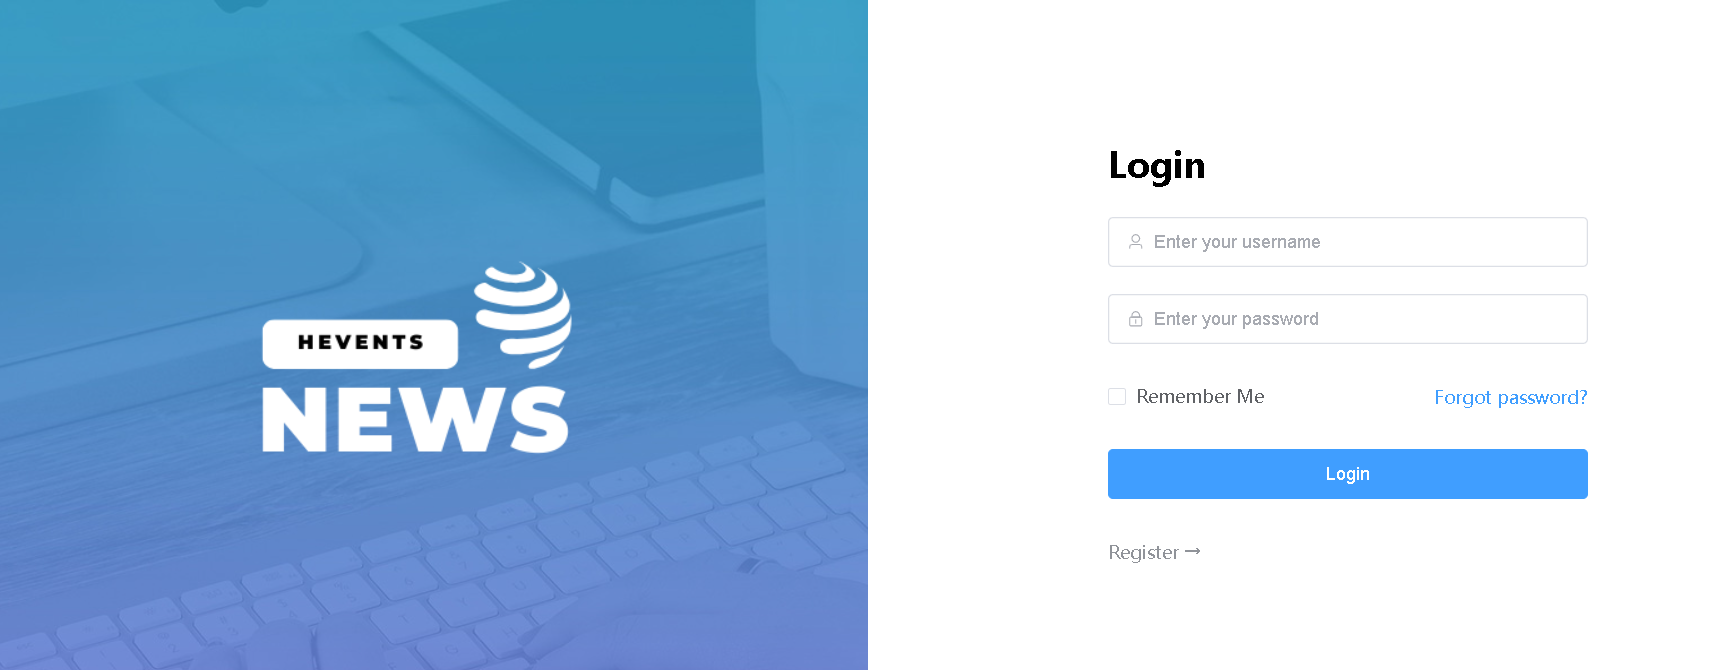 HEVENTS
NEWS
Login
Enter your username
Enter your password
Remember Me
Forgot password?
Login
Register →